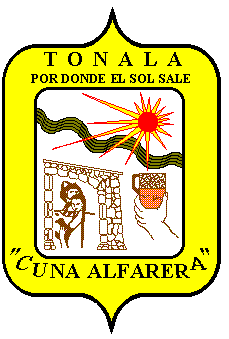 TONALA
POR DONDE EL SOL SALE
"CUNA ALFARERA"